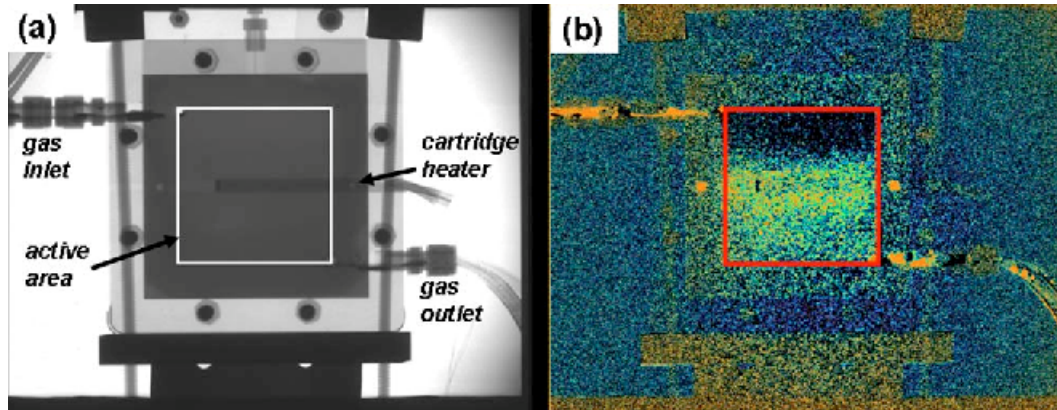 (a)
gas
inlet
cartridge
heater
active
area
gas
outlet
(b)